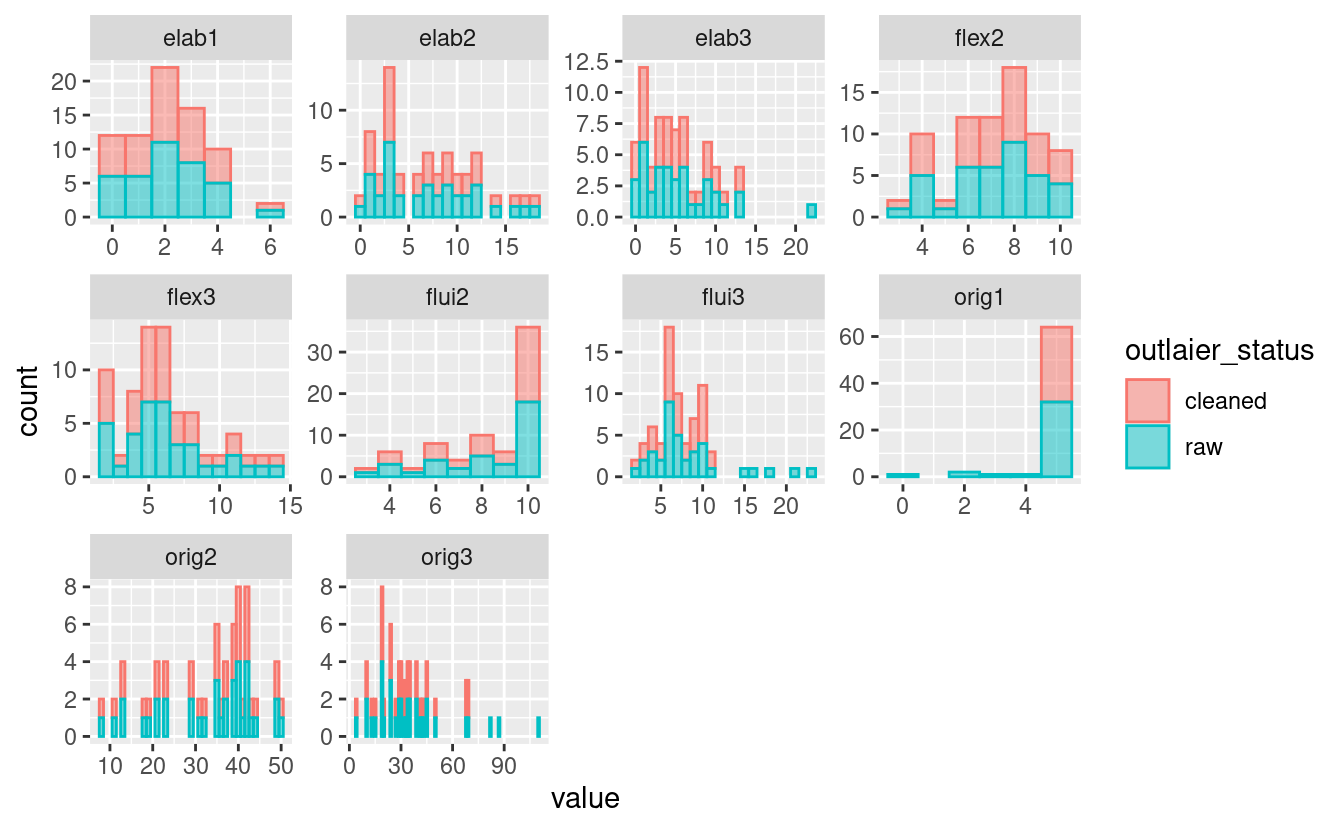 elab1 elab2 elab3 flex2
20
15
10
5
0
10
5
0
12.5
10.0
7.5
5.0
2.5
0.0
15
10
5
0
0 2 4 6
0 5 10 15
0 5 10 15 20
4 6 8 10
flex3 flui2 flui3 orig1
10
5
0
30
20
10
0
15
10
5
0
60
40
20
0
5 10 15
4 6 8 10
5 10 15 20
0 2 4
orig2 orig3
8
6
4
2
0
8
6
4
2
0
10 20 30 40 50
0 30 60 90
count
value
outlaier_status
cleaned
raw